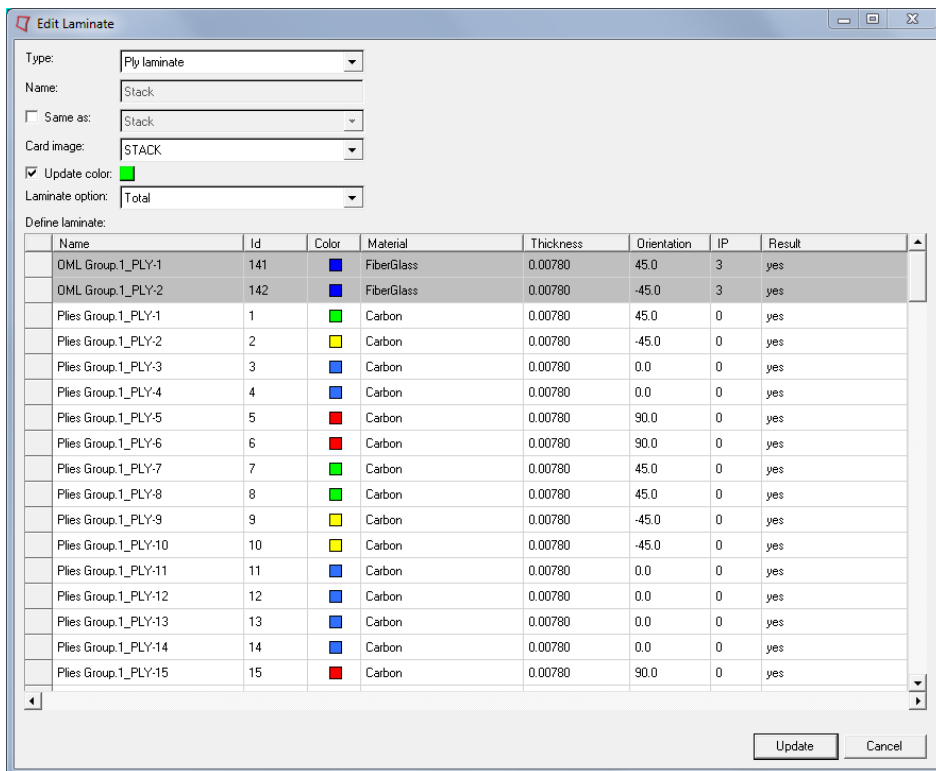 Edit Laminate
Type: Ply laminate
Name: Stack
Same as: Stack
Card image: STACK
Update color:
Laminate option: Total
Define laminate:
Name Id Color Material Thickness Orientation IP Result
OML Group.1_PLY-1 141 FiberGlass 0.00780 45.0 3 yes
OML Group.1_PLY-2 142 FiberGlass 0.00780 -45.0 3 yes
Plies Group.1_PLY-1 1 Carbon 0.00780 45.0 0 yes
Plies Group.1_PLY-2 2 Carbon 0.00780 -45.0 0 yes
Plies Group.1_PLY-3 3 Carbon 0.00780 0.0 0 yes
Plies Group.1_PLY-4 4 Carbon 0.00780 0.0 0 yes
Plies Group.1_PLY-5 5 Carbon 0.00780 90.0 0 yes
Plies Group.1_PLY-6 6 Carbon 0.00780 90.0 0 yes
Plies Group.1_PLY-7 7 Carbon 0.00780 45.0 0 yes
Plies Group.1_PLY-8 8 Carbon 0.00780 45.0 0 yes
Plies Group.1_PLY-9 9 Carbon 0.00780 -45.0 0 yes
Plies Group.1_PLY-10 10 Carbon 0.00780 -45.0 0 yes
Plies Group.1_PLY-11 11 Carbon 0.00780 0.0 0 yes
Plies Group.1_PLY-12 12 Carbon 0.00780 0.0 0 yes
Plies Group.1_PLY-13 13 Carbon 0.00780 0.0 0 yes
Plies Group.1_PLY-14 14 Carbon 0.00780 0.0 0 yes
Plies Group.1_PLY-15 15 Carbon 0.00780 90.0 0 yes
Update Cancel